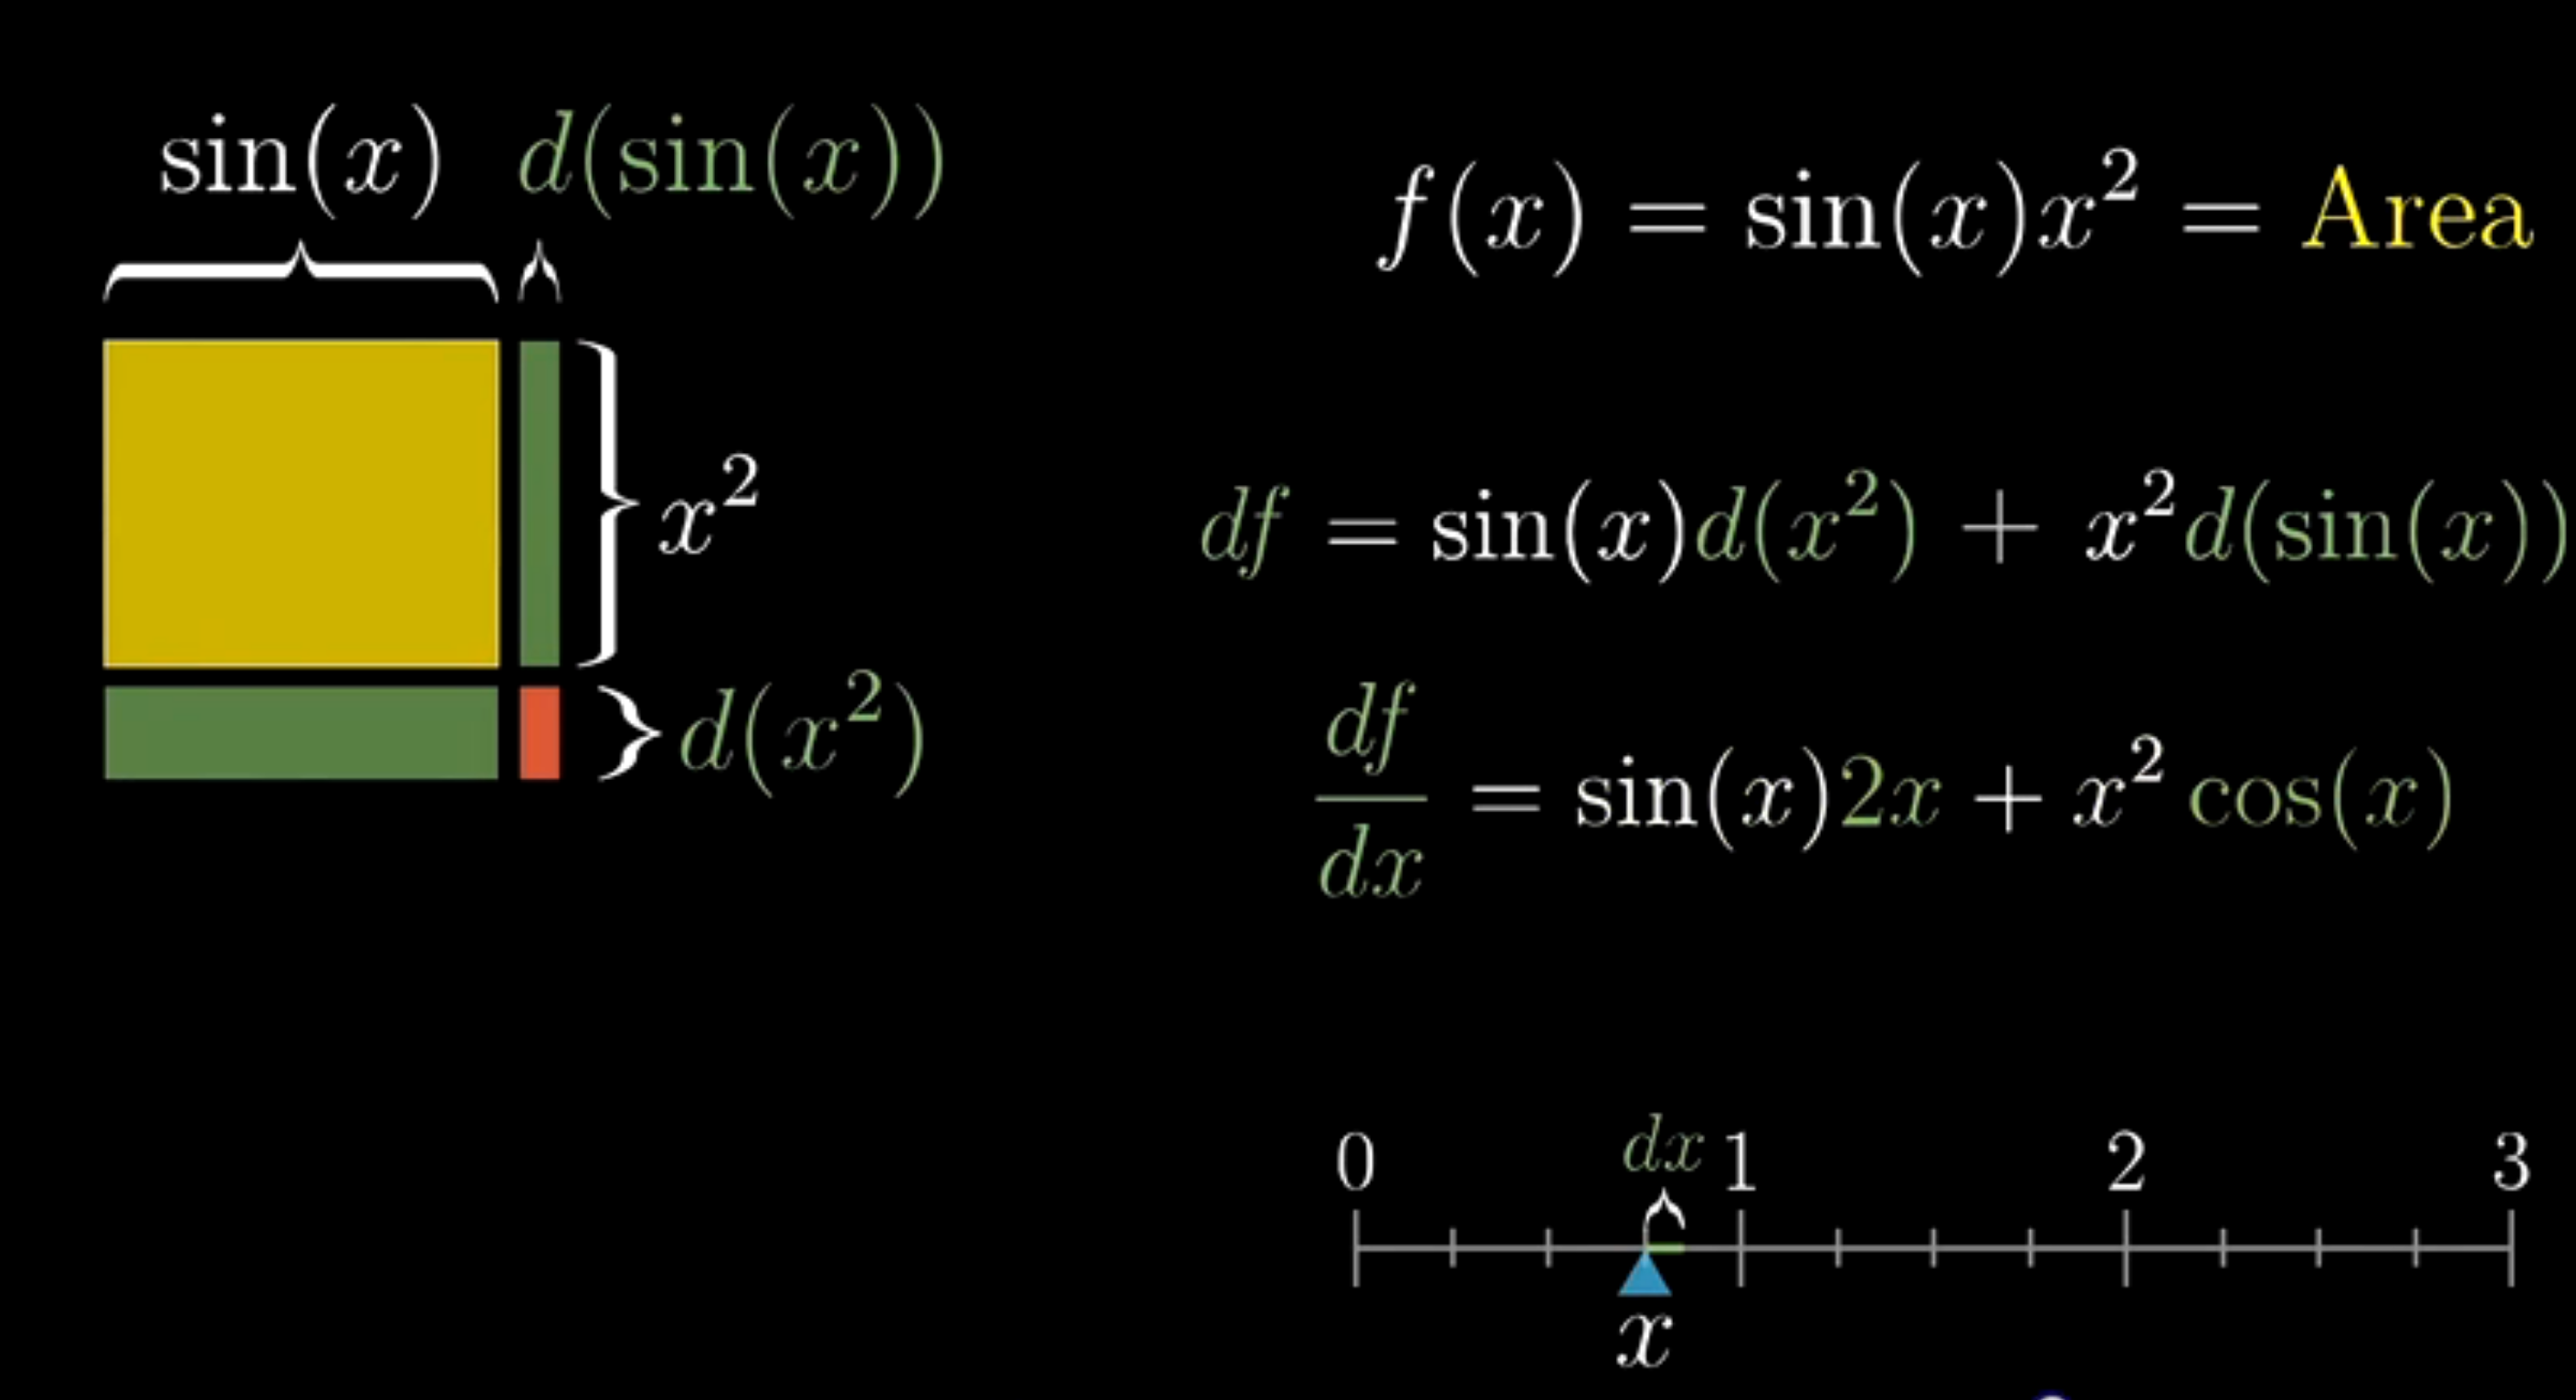 sin(x) d(sin(x))
x²
d(x²)
f(x) = sin(x)x² = Area
df = sin(x)d(x²) + x²d(sin(x))
df/dx = sin(x)2x + x² cos(x)
dx
0 1 2 3
x